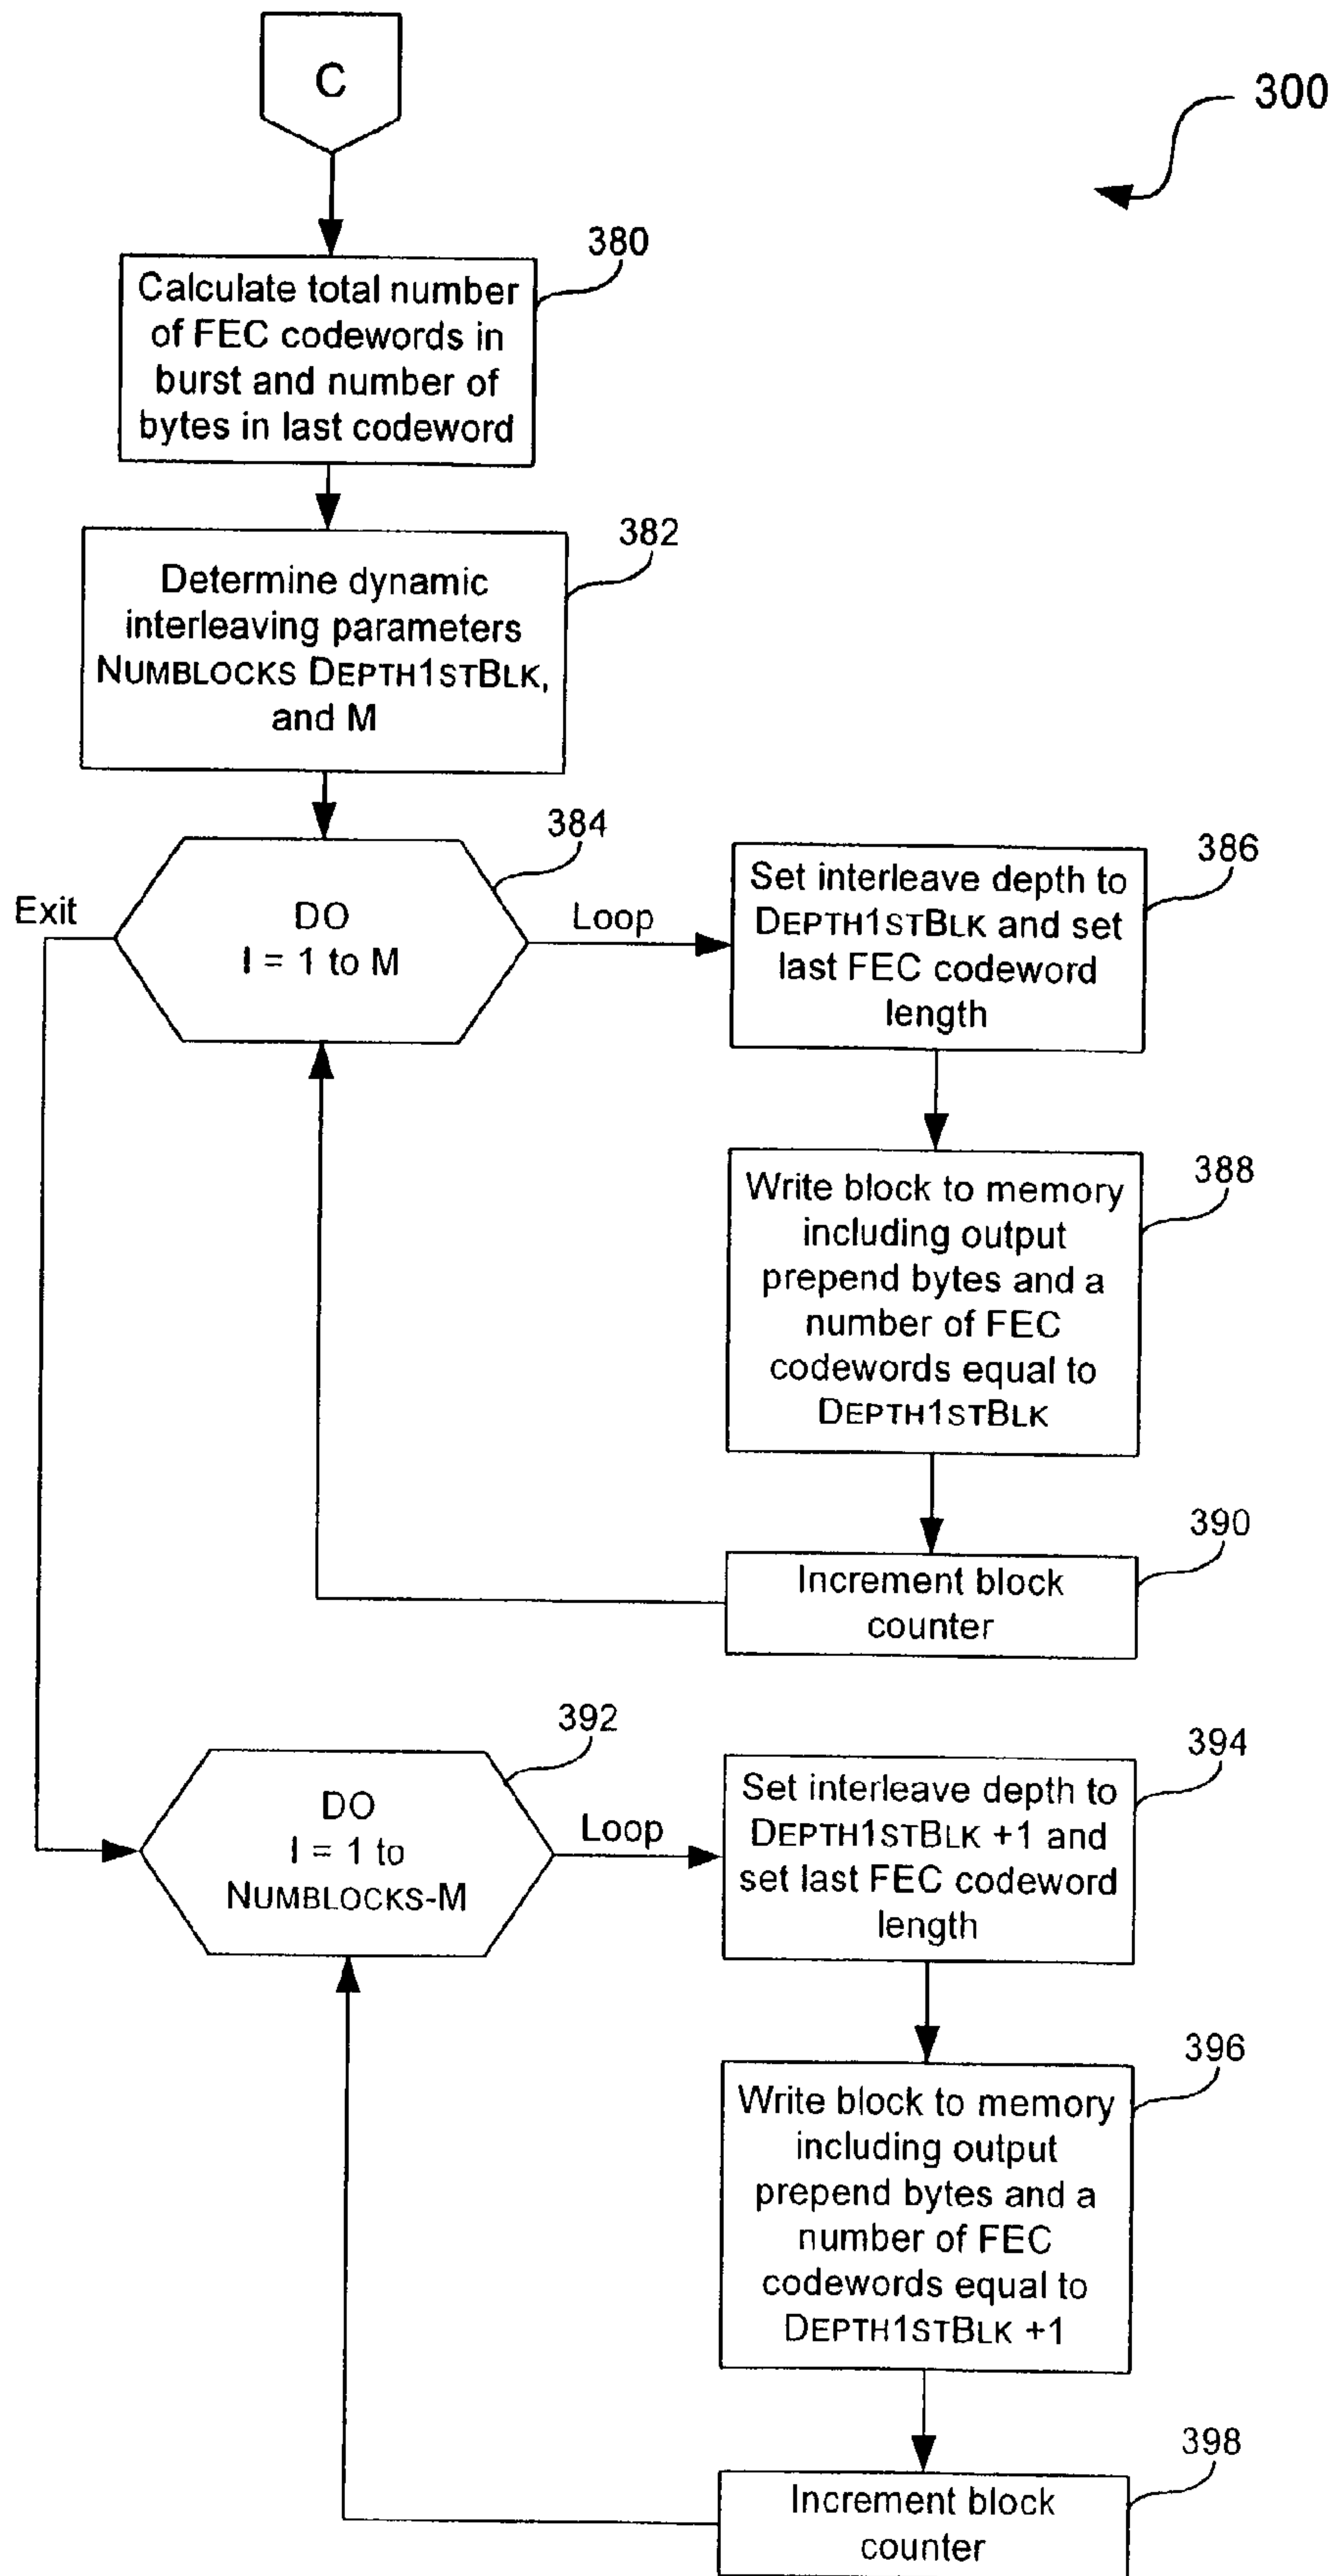 C
300
380
Calculate total number
of FEC codewords in
burst and number of
bytes in last codeword
382
Determine dynamic
interleaving parameters
NUMBLOCKS DEPTH1STBLK,
and M
384
Exit
DO
I = 1 to M
Loop
386
Set interleave depth to
DEPTH1STBLK and set
last FEC codeword
length
388
Write block to memory
including output
prepend bytes and a
number of FEC
codewords equal to
DEPTH1STBLK
390
Increment block
counter
392
DO
I = 1 to
NUMBLOCKS-M
Loop
394
Set interleave depth to
DEPTH1STBLK +1 and
set last FEC codeword
length
396
Write block to memory
including output
prepend bytes and a
number of FEC
codewords equal to
DEPTH1STBLK +1
398
Increment block
counter